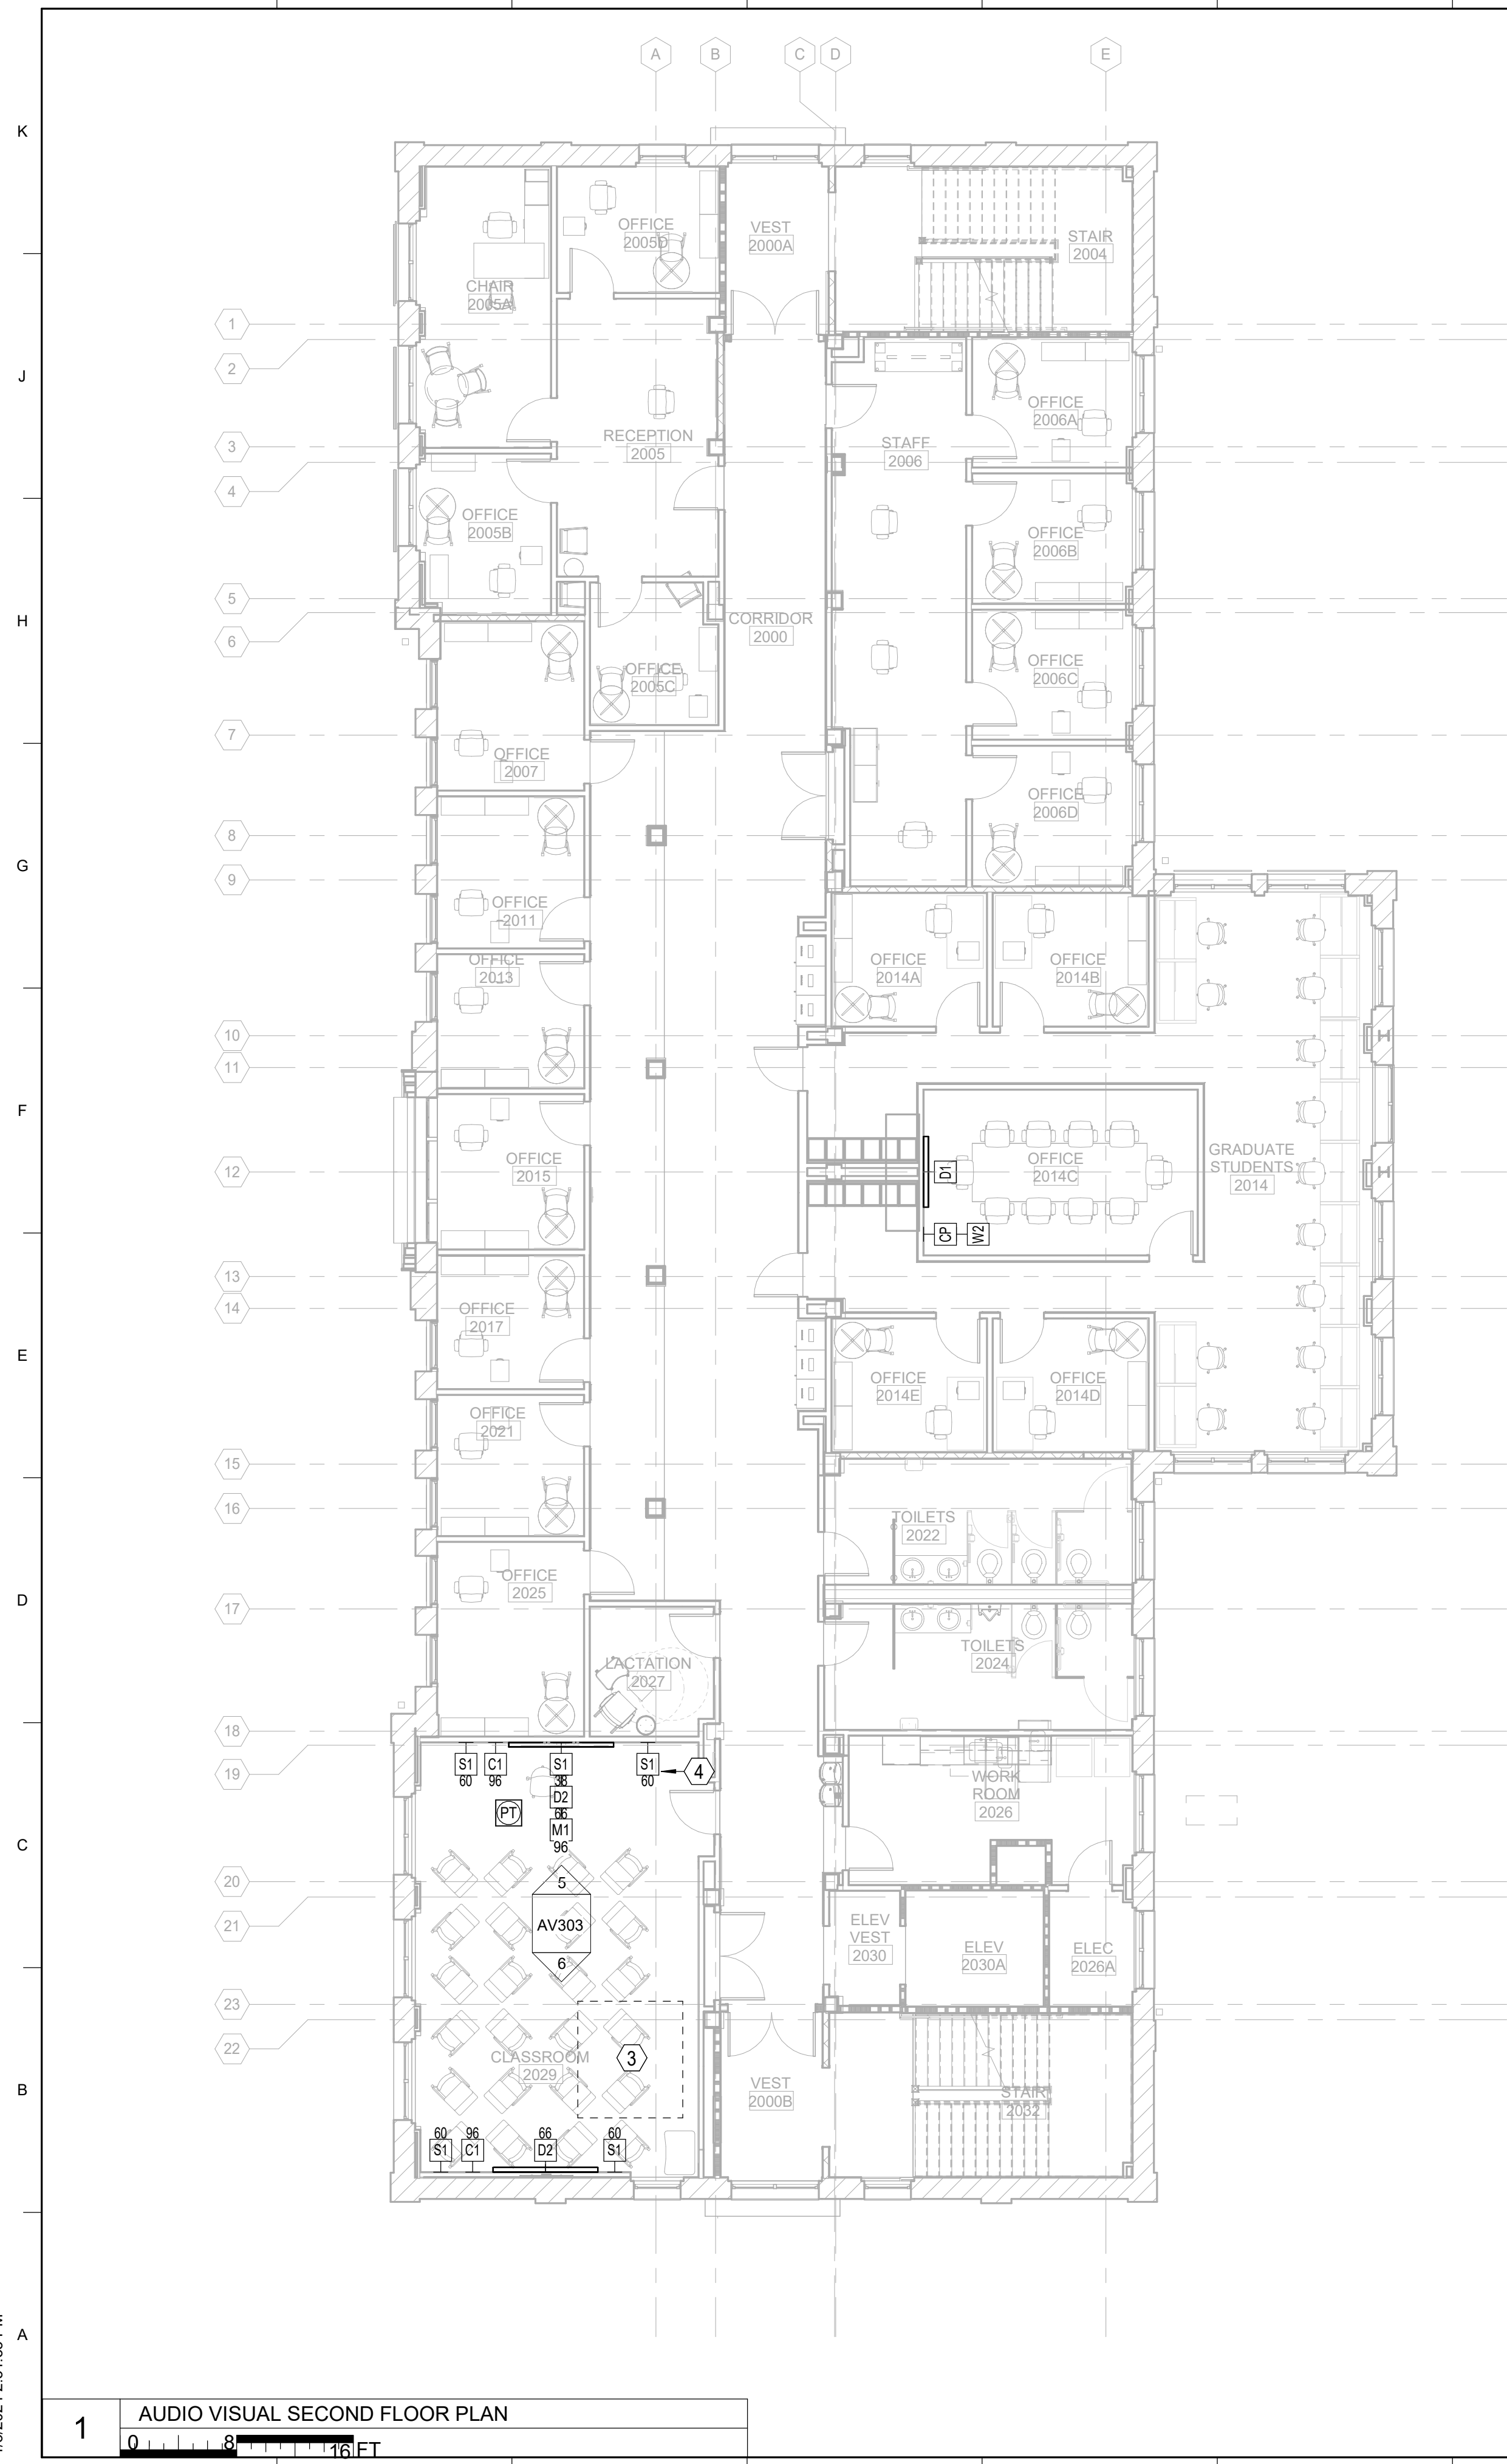 A
B
C
D
E
K
OFFICE
2005D
VEST
2000A
STAIR
2004
CHAIR
2005A
1
2
J
OFFICE
2006A
RECEPTION
2005
STAFF
2006
3
4
OFFICE
2005B
OFFICE
2006B
5
H
CORRIDOR
2000
6
OFFICE
2005C
OFFICE
2006C
7
OFFICE
2007
OFFICE
2006D
8
G
9
OFFICE
2011
OFFICE
2013
OFFICE
2014A
OFFICE
2014B
10
11
F
12
OFFICE
2015
D1
OFFICE
2014C
GRADUATE
STUDENTS
2014
CP
W2
13
14
OFFICE
2017
E
OFFICE
2014E
OFFICE
2014D
OFFICE
2021
15
16
TOILETS
2022
OFFICE
2025
D
17
TOILETS
2024
LACTATION
2027
18
19
S1
60
C1
96
S1
38
D2
66
M1
96
S1
60
4
PT
WORK
ROOM
2026
C
20
5
AV303
6
21
ELEV
VEST
2030
ELEV
2030A
ELEC
2026A
23
22
CLASSROOM
2029
3
B
VEST
2000B
STAIR
2032
60
S1
96
C1
66
D2
60
S1
A
1
AUDIO VISUAL SECOND FLOOR PLAN
0 8 16 FT